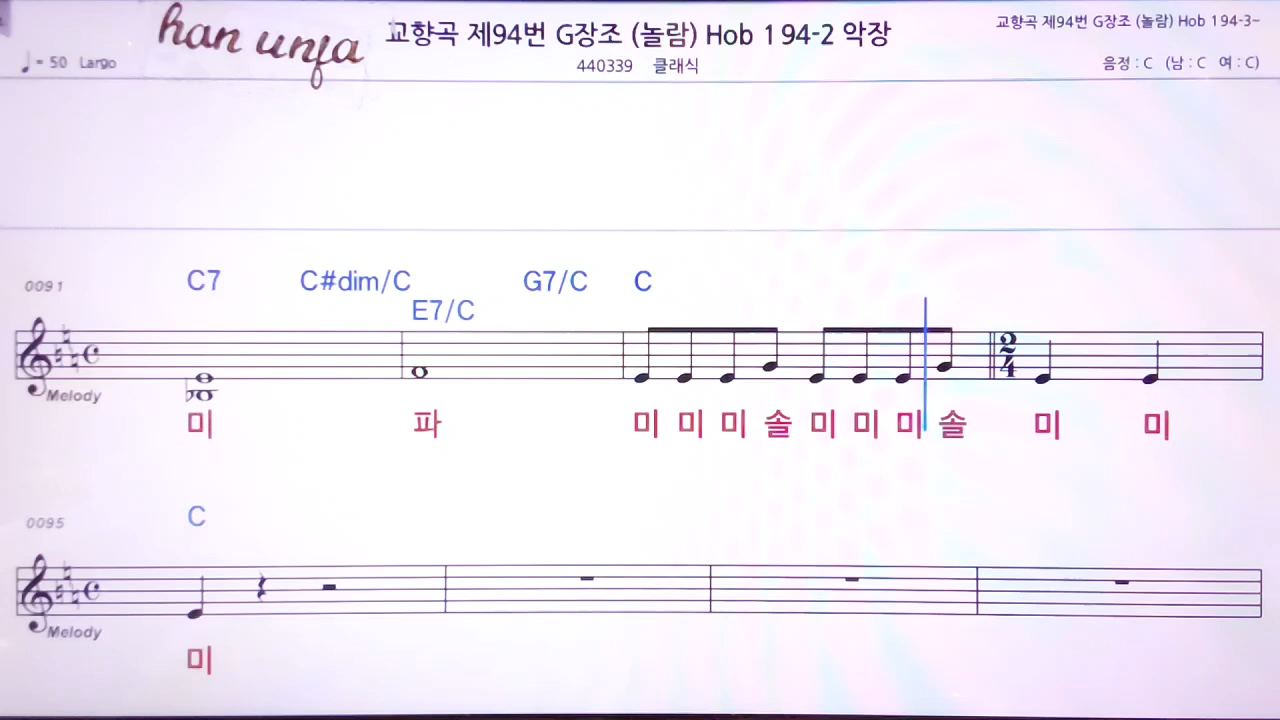 han unfa
교향곡 제94번 G장조 (놀람) Hob 1 94-2 악장
교향곡 제94번 G장조 (놀람) Hob 1 94-3~
♩ = 50 Largo
440339 클래식
음정 : C (남 : C 여 : C)
0091 C7 C#dim/C G7/C C
E7/C
2
4
Melody
미 파 미 미 미 솔 미 미 미 솔 미 미
0095 C
Melody
미